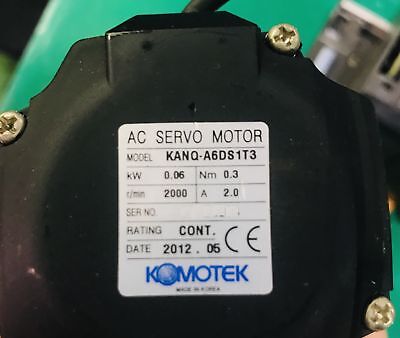 AC SERVO MOTOR
MODEL KANQ-A6DS1T3
kW 0.06 Nm 0.3
r/min 2000 A 2.0
SER NO.
RATING CONT.
DATE 2012 . 05 CE
KOMOTEK
MADE IN KOREA